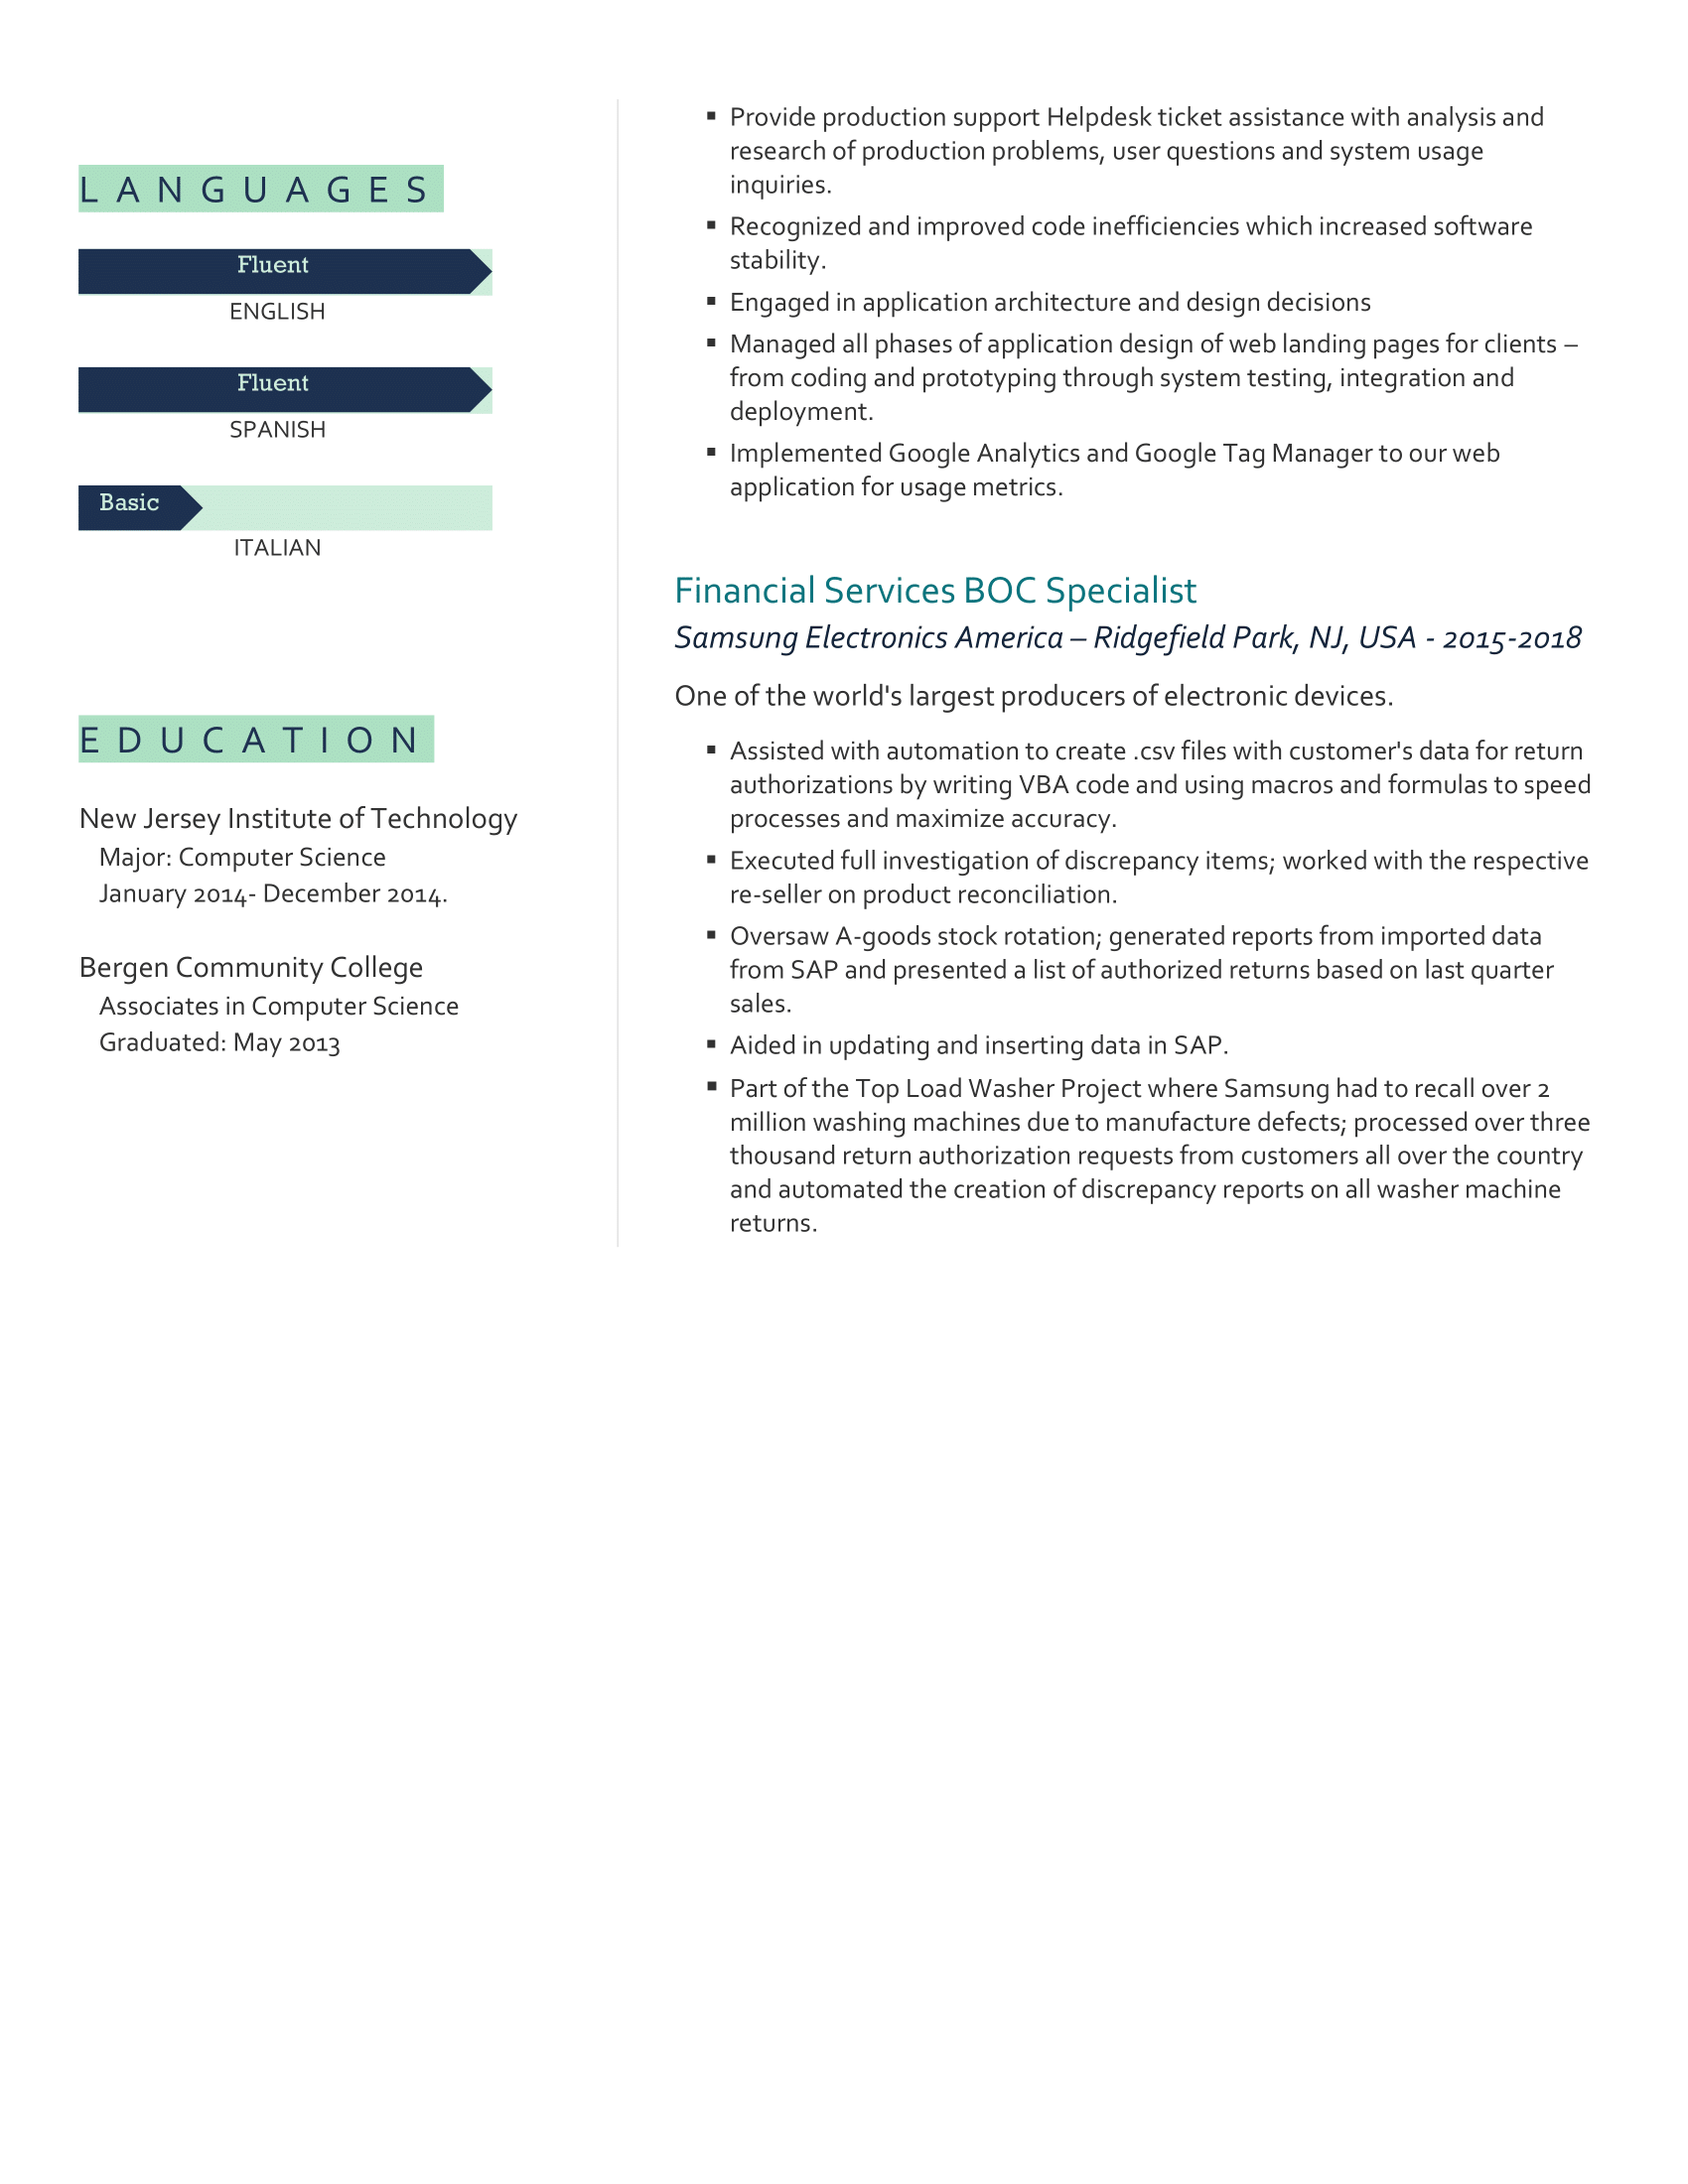 LANGUAGES
Fluent
ENGLISH
Fluent
SPANISH
Basic
ITALIAN
EDUCATION
New Jersey Institute of Technology
Major: Computer Science
January 2014- December 2014.
Bergen Community College
Associates in Computer Science
Graduated: May 2013
▪ Provide production support Helpdesk ticket assistance with analysis and
research of production problems, user questions and system usage
inquiries.
▪ Recognized and improved code inefficiencies which increased software
stability.
▪ Engaged in application architecture and design decisions
▪ Managed all phases of application design of web landing pages for clients –
from coding and prototyping through system testing, integration and
deployment.
▪ Implemented Google Analytics and Google Tag Manager to our web
application for usage metrics.
Financial Services BOC Specialist
Samsung Electronics America – Ridgefield Park, NJ, USA - 2015-2018
One of the world's largest producers of electronic devices.
▪ Assisted with automation to create .csv files with customer's data for return
authorizations by writing VBA code and using macros and formulas to speed
processes and maximize accuracy.
▪ Executed full investigation of discrepancy items; worked with the respective
re-seller on product reconciliation.
▪ Oversaw A-goods stock rotation; generated reports from imported data
from SAP and presented a list of authorized returns based on last quarter
sales.
▪ Aided in updating and inserting data in SAP.
▪ Part of the Top Load Washer Project where Samsung had to recall over 2
million washing machines due to manufacture defects; processed over three
thousand return authorization requests from customers all over the country
and automated the creation of discrepancy reports on all washer machine
returns.